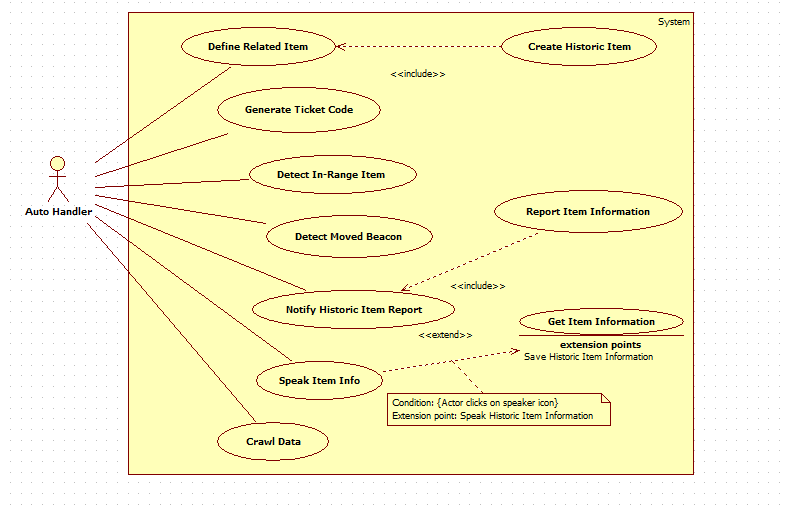 System
Define Related Item
Create Historic Item
<<include>>
Generate Ticket Code
Detect In-Range Item
Auto Handler
Report Item Information
Detect Moved Beacon
<<include>>
Notify Historic Item Report
Get Item Information
<<extend>>
extension points
Save Historic Item Information
Speak Item Info
Condition: {Actor clicks on speaker icon}
Extension point: Speak Historic Item Information
Crawl Data